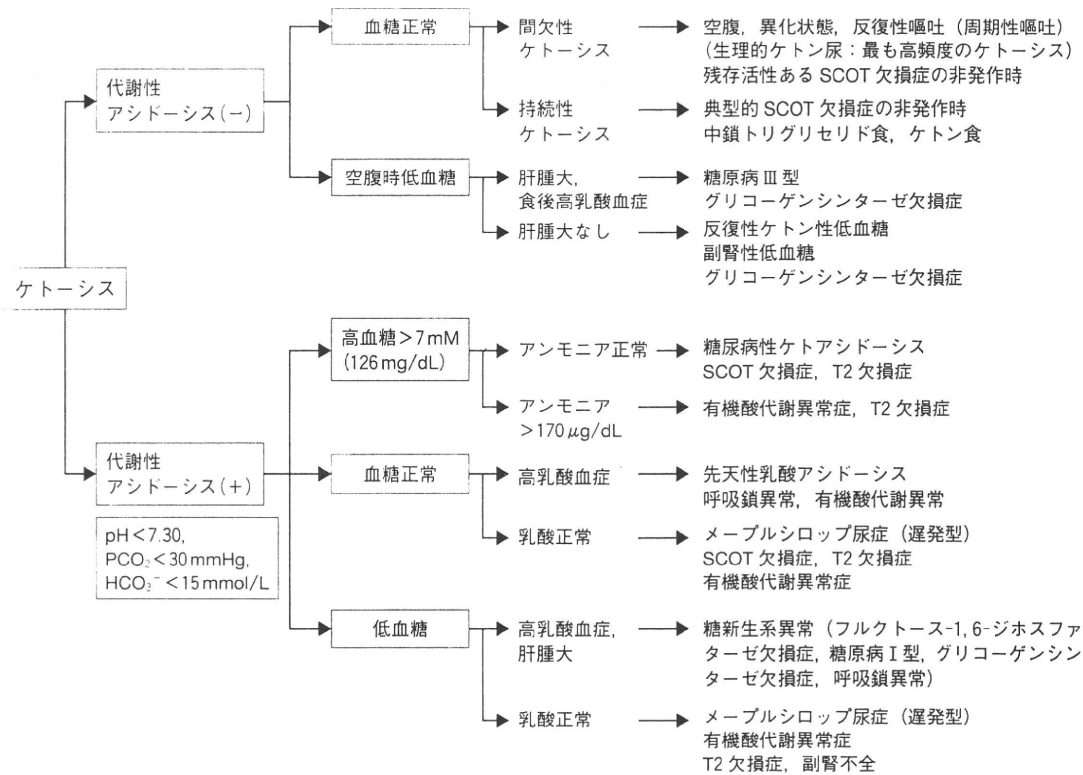 ケトーシス
代謝性
アシドーシス(－)
血糖正常
間欠性
ケトーシス
空腹，異化状態，反復性嘔吐（周期性嘔吐）
(生理的ケトン尿：最も高頻度のケトーシス)
残存活性ある SCOT 欠損症の非発作時
持続性
ケトーシス
典型的 SCOT 欠損症の非発作時
中鎖トリグリセリド食，ケトン食
空腹時低血糖
肝腫大，
食後高乳酸血症
糖原病 Ⅲ 型
グリコーゲンシンターゼ欠損症
肝腫大なし
反復性ケトン性低血糖
副腎性低血糖
グリコーゲンシンターゼ欠損症
代謝性
アシドーシス(＋)
pH＜7.30,
PCO₂＜30 mmHg,
HCO₃⁻＜15 mmol/L
高血糖＞7 mM
(126 mg/dL)
アンモニア正常
糖尿病性ケトアシドーシス
SCOT 欠損症，T2 欠損症
アンモニア
＞170 μg/dL
有機酸代謝異常症，T2 欠損症
血糖正常
高乳酸血症
先天性乳酸アシドーシス
呼吸鎖異常，有機酸代謝異常
乳酸正常
メープルシロップ尿症（遅発型）
SCOT 欠損症，T2 欠損症
有機酸代謝異常症
低血糖
高乳酸血症，
肝腫大
糖新生系異常（フルクトース-1, 6-ジホスファ
ターゼ欠損症，糖原病Ⅰ型，グリコーゲンシン
ターゼ欠損症，呼吸鎖異常）
乳酸正常
メープルシロップ尿症（遅発型）
有機酸代謝異常症
T2 欠損症，副腎不全